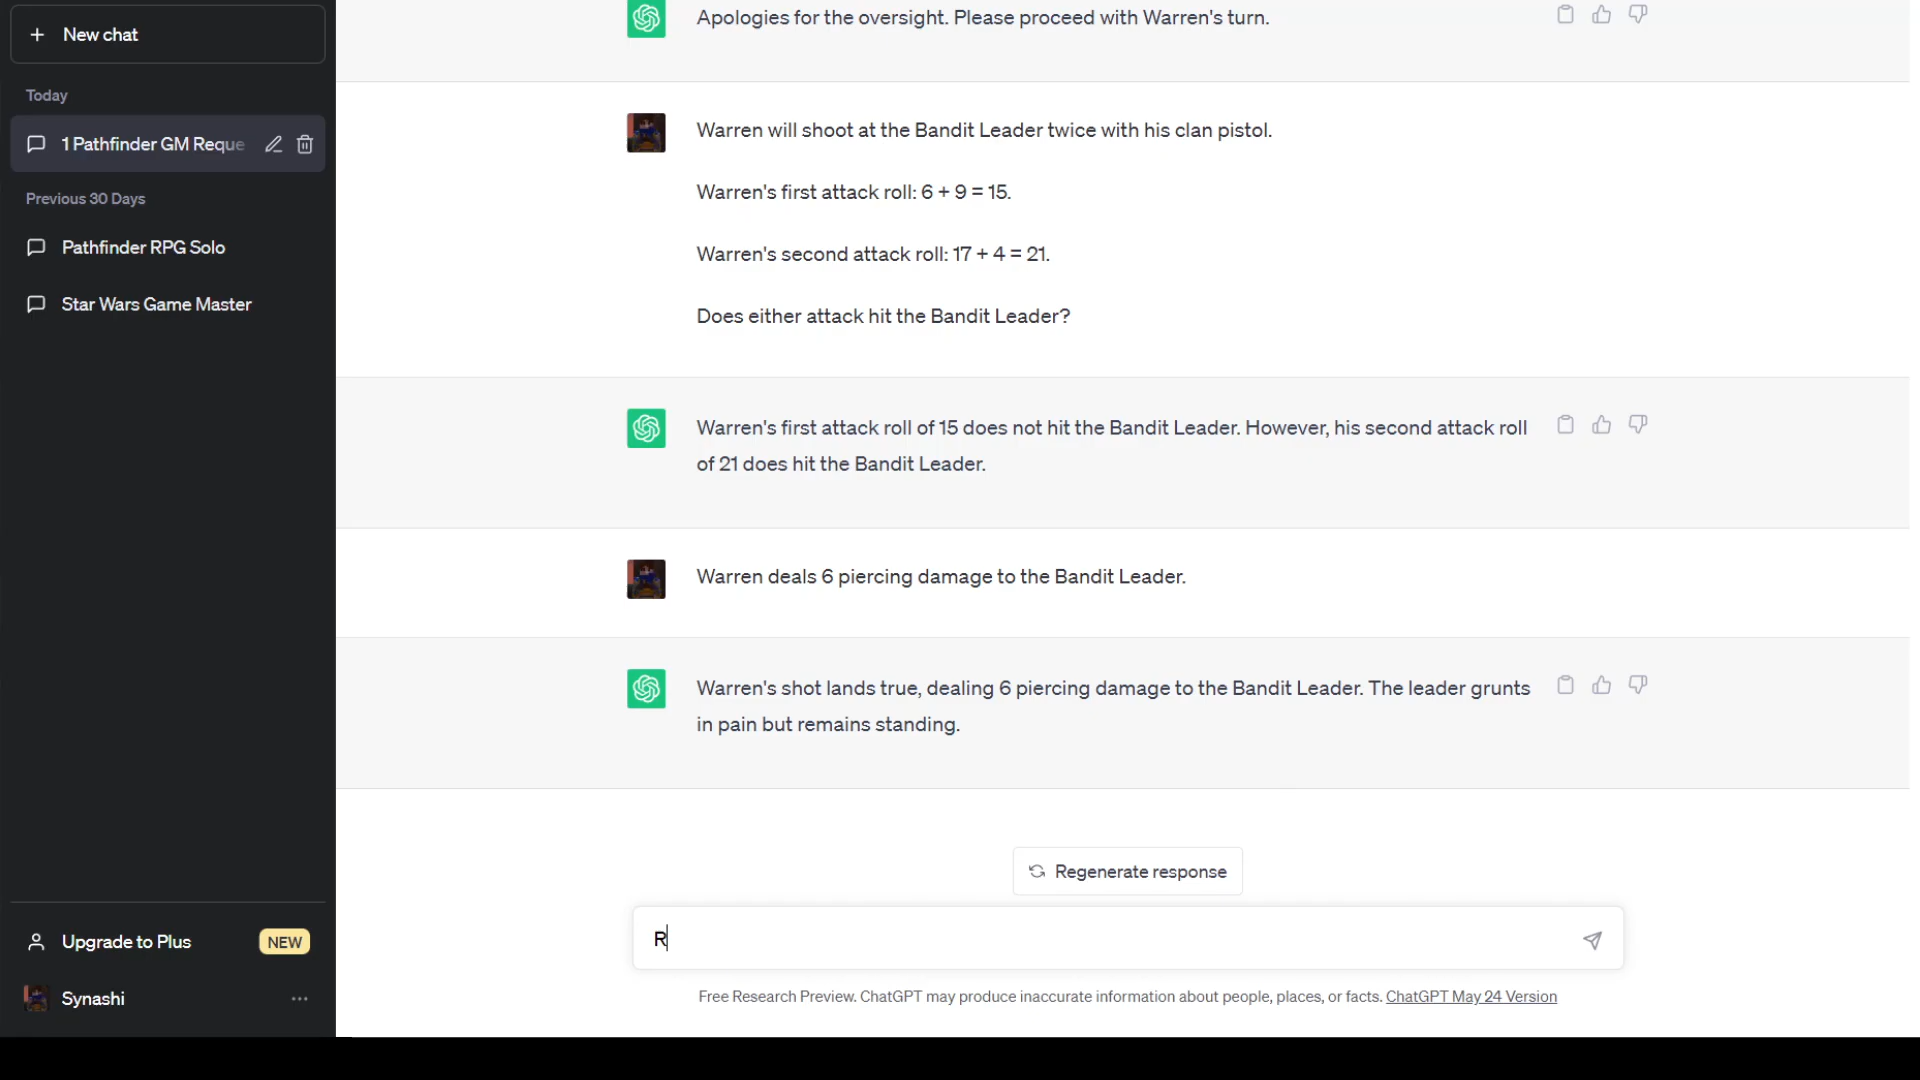 New chat
Today
1 Pathfinder GM Reque
Previous 30 Days
Pathfinder RPG Solo
Star Wars Game Master
Upgrade to Plus
NEW
Synashi
Apologies for the oversight. Please proceed with Warren's turn.
Warren will shoot at the Bandit Leader twice with his clan pistol.
Warren's first attack roll: 6 + 9 = 15.
Warren's second attack roll: 17 + 4 = 21.
Does either attack hit the Bandit Leader?
Warren's first attack roll of 15 does not hit the Bandit Leader. However, his second attack roll
of 21 does hit the Bandit Leader.
Warren deals 6 piercing damage to the Bandit Leader.
Warren's shot lands true, dealing 6 piercing damage to the Bandit Leader. The leader grunts
in pain but remains standing.
Regenerate response
R
Free Research Preview. ChatGPT may produce inaccurate information about people, places, or facts. ChatGPT May 24 Version